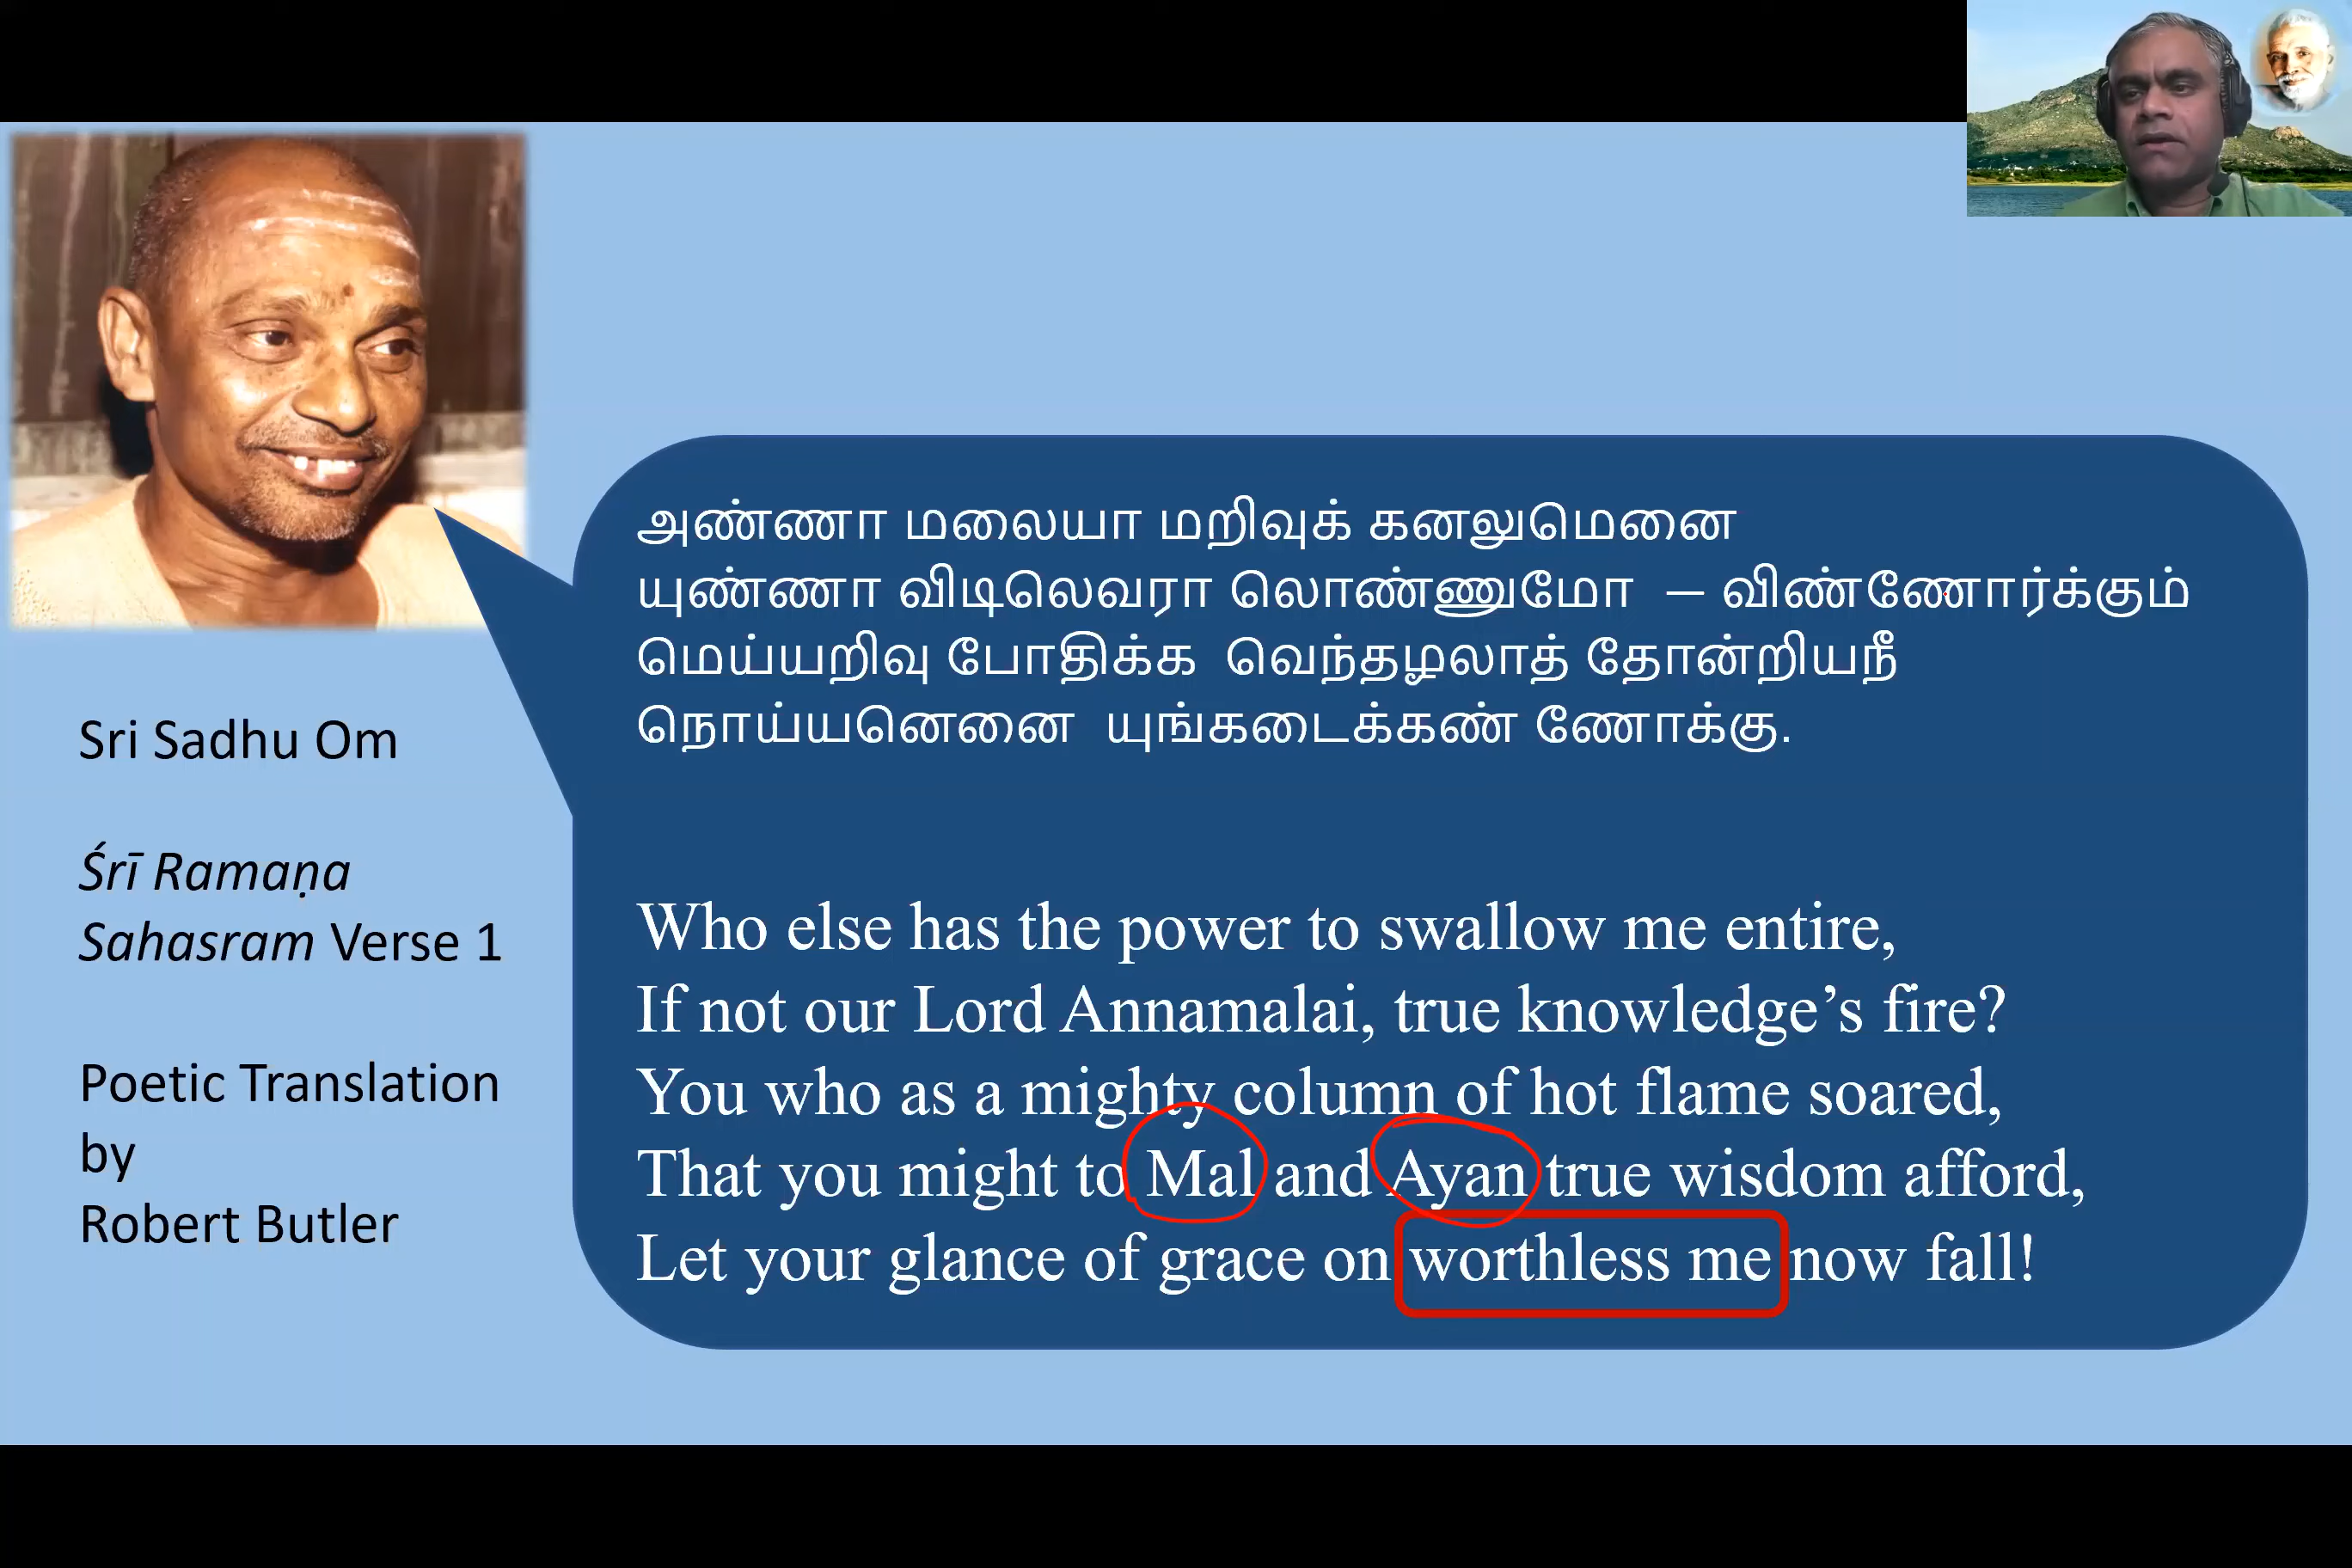 Sri Sadhu Om
Śrī Ramaṇa
Sahasram Verse 1
Poetic Translation
by
Robert Butler
அண்ணா மலையா மறிவுக் கனலுமெனை
யுண்ணா விடிலெவரா லொண்ணுமோ – விண்ணோர்க்கும்
மெய்யறிவு போதிக்க வெந்தழலாத் தோன்றியநீ
நொய்யனெனை யுங்கடைக்கண் ணோக்கு.
Who else has the power to swallow me entire,
If not our Lord Annamalai, true knowledge’s fire?
You who as a mighty column of hot flame soared,
That you might to Mal and Ayan true wisdom afford,
Let your glance of grace on worthless me now fall!